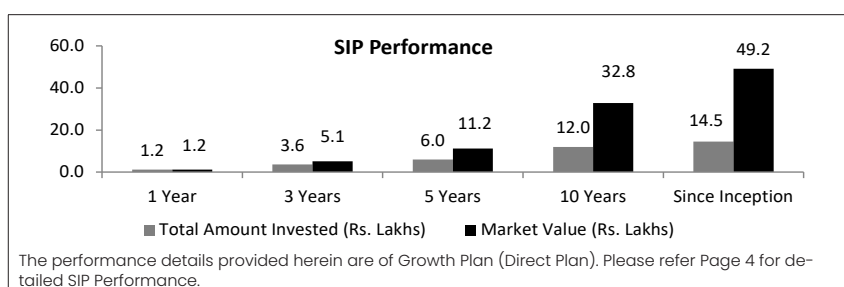 SIP Performance
60.0
40.0
20.0
0.0
1.2 1.2 3.6 5.1 6.0 11.2 12.0 32.8 14.5 49.2
1 Year 3 Years 5 Years 10 Years Since Inception
Total Amount Invested (Rs. Lakhs) Market Value (Rs. Lakhs)
The performance details provided herein are of Growth Plan (Direct Plan). Please refer Page 4 for de-
tailed SIP Performance.